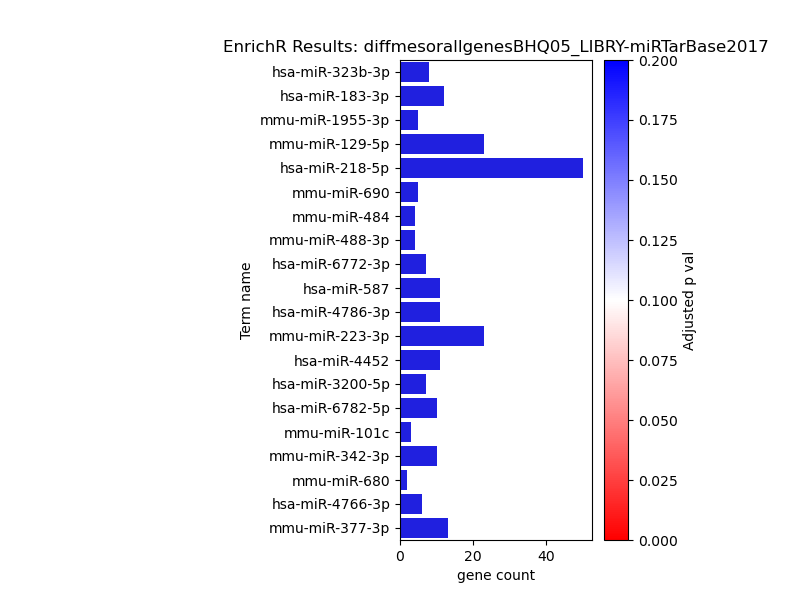 EnrichR Results: diffmesorallgenesBHQ05_LIBRY-miRTarBase2017
hsa-miR-323b-3p
hsa-miR-183-3p
mmu-miR-1955-3p
mmu-miR-129-5p
hsa-miR-218-5p
mmu-miR-690
mmu-miR-484
mmu-miR-488-3p
hsa-miR-6772-3p
hsa-miR-587
hsa-miR-4786-3p
mmu-miR-223-3p
hsa-miR-4452
hsa-miR-3200-5p
hsa-miR-6782-5p
mmu-miR-101c
mmu-miR-342-3p
mmu-miR-680
hsa-miR-4766-3p
mmu-miR-377-3p
Term name
0 20 40
gene count
0.200
0.175
0.150
0.125
0.100
0.075
0.050
0.025
0.000
Adjusted p val